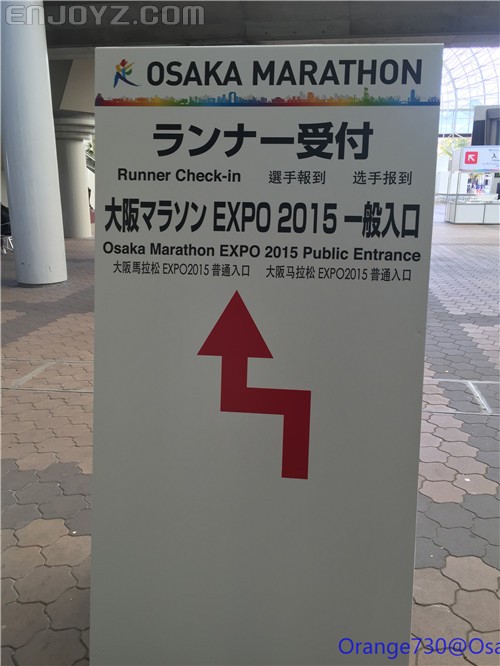 ENJOYZ.COM
OSAKA MARATHON
ランナー受付
Runner Check-in 選手報到 选手报到
大阪マラソン EXPO 2015 一般入口
Osaka Marathon EXPO 2015 Public Entrance
大阪馬拉松 EXPO2015 普通入口 大阪马拉松 EXPO2015 普通入口
Orange730@Osa